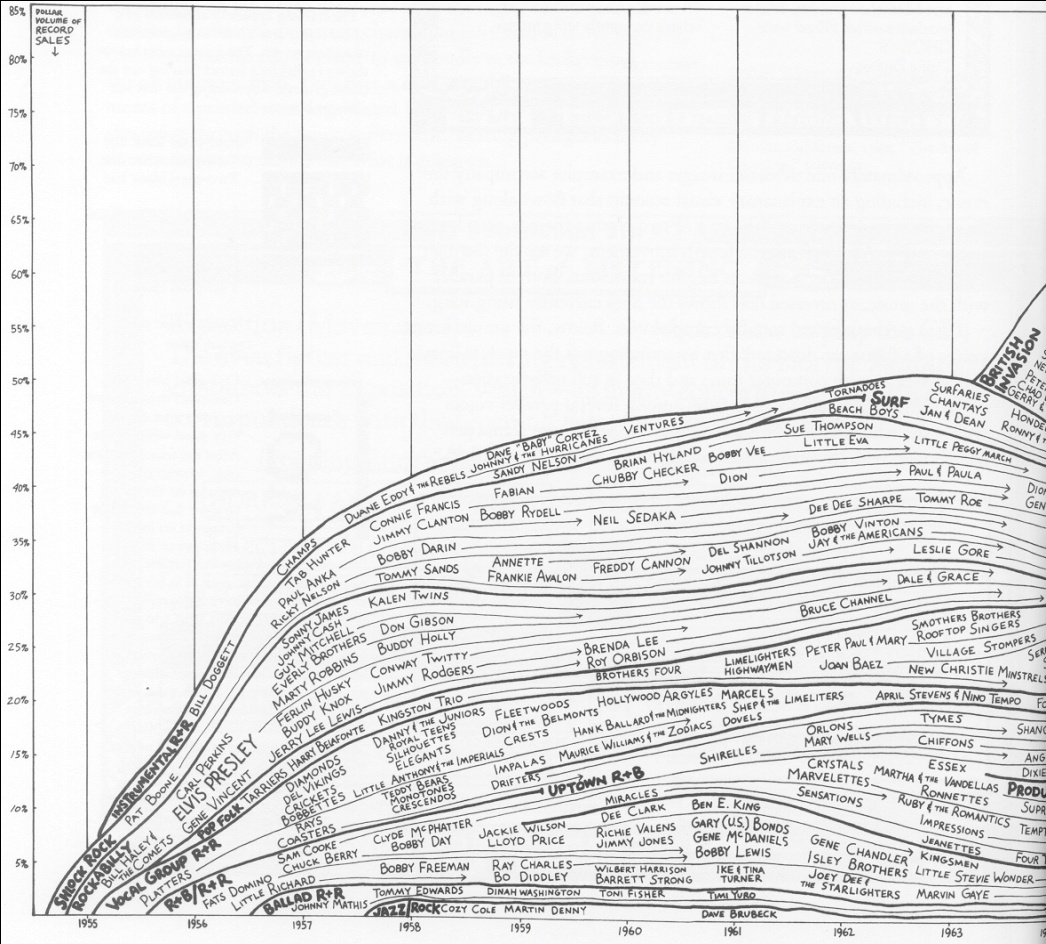 85%
DOLLAR
VOLUME OF
RECORD
SALES
80%
75%
70%
65%
60%
55%
50%
45%
40%
35%
30%
25%
20%
15%
10%
5%
BRITISH
INVASION
CHAD
GERRY &
TORNADOES
SURF
BEACH BOYS
SURFARIES
CHANTAYS
JAN & DEAN
HONDE
RONNY &
INSTRUMENTAL R+R
BILL DOGGETT
CHAMPS
DUANE EDDY & THE REBELS
DAVE "BABY" CORTEZ
JOHNNY & THE HURRICANES
SANDY NELSON
VENTURES
SHLOCK ROCK
PAT BOONE
TAB HUNTER
PAUL ANKA
RICKY NELSON
CONNIE FRANCIS
JIMMY CLANTON
BOBBY DARIN
TOMMY SANDS
FABIAN
BOBBY RYDELL
ANNETTE
FRANKIE AVALON
BRIAN HYLAND
CHUBBY CHECKER
NEIL SEDAKA
FREDDY CANNON
BOBBY VEE
DION
DEL SHANNON
JOHNNY TILLOTSON
SUE THOMPSON
LITTLE EVA
DEE DEE SHARPE
BOBBY VINTON
JAY & THE AMERICANS
LITTLE PEGGY MARCH
PAUL & PAULA
TOMMY ROE
LESLIE GORE
DION
GEN
ROCKABILLY
BILL HALEY &
THE COMETS
CARL PERKINS
ELVIS PRESLEY
GENE VINCENT
SONNY JAMES
JOHNNY CASH
GUY MITCHELL
EVERLY BROTHERS
MARTY ROBBINS
FERLIN HUSKY
BUDDY KNOX
JERRY LEE LEWIS
KALEN TWINS
DON GIBSON
BUDDY HOLLY
CONWAY TWITTY
JIMMY RODGERS
BRENDA LEE
ROY ORBISON
BRUCE CHANNEL
DALE & GRACE
POP FOLK
TARRIERS
HARRY BELAFONTE
KINGSTON TRIO
BROTHERS FOUR
LIMELIGHTERS
HIGHWAYMEN
PETER PAUL & MARY
JOAN BAEZ
SMOTHERS BROTHERS
ROOFTOP SINGERS
VILLAGE STOMPERS
NEW CHRISTIE MINSTRELS
VOCAL GROUP R+R
PLATTERS
DIAMONDS
DEL VIKINGS
CRICKETS
BOBBETTES
RAYS
COASTERS
DANNY & THE JUNIORS
ROYAL TEENS
SILHOUETTES
ELEGANTS
LITTLE ANTHONY & THE IMPERIALS
TEDDY BEARS
MONOTONES
CRESCENDOS
FLEETWOODS
DION & THE BELMONTS
CRESTS
IMPALAS
DRIFTERS
HOLLYWOOD ARGYLES
HANK BALLARD & THE MIDNIGHTERS
MAURICE WILLIAMS & THE ZODIACS
MARCELS
SHEP & THE LIMELITERS
DOVELS
APRIL STEVENS & NINO TEMPO
TYMES
UPTOWN R+B
SHIRELLES
MIRACLES
ORLONS
MARY WELLS
CRYSTALS
MARVELETTES
SENSATIONS
CHIFFONS
ESSEX
MARTHA & THE VANDELLAS
RONNETTES
RUBY & THE ROMANTICS
IMPRESSIONS
JEANETTES
ANG
DIXIE
PRODU
SUPR
TEMPT
FOUR T
R+B/R+R
FATS DOMINO
LITTLE RICHARD
SAM COOKE
CHUCK BERRY
CLYDE McPHATTER
BOBBY DAY
BOBBY FREEMAN
JACKIE WILSON
LLOYD PRICE
RAY CHARLES
BO DIDDLEY
DEE CLARK
RICHIE VALENS
JIMMY JONES
WILBERT HARRISON
BARRETT STRONG
BEN E. KING
GARY (U.S.) BONDS
GENE McDANIELS
BOBBY LEWIS
IKE & TINA
TURNER
GENE CHANDLER
ISLEY BROTHERS
JOEY DEE &
THE STARLIGHTERS
KINGSMEN
LITTLE STEVIE WONDER
MARVIN GAYE
BALLAD R+R
JOHNNY MATHIS
TOMMY EDWARDS
DINAH WASHINGTON
TONI FISHER
TIMI YURO
JAZZ/ROCK
COZY COLE
MARTIN DENNY
DAVE BRUBECK
1955
1956
1957
1958
1959
1960
1961
1962
1963